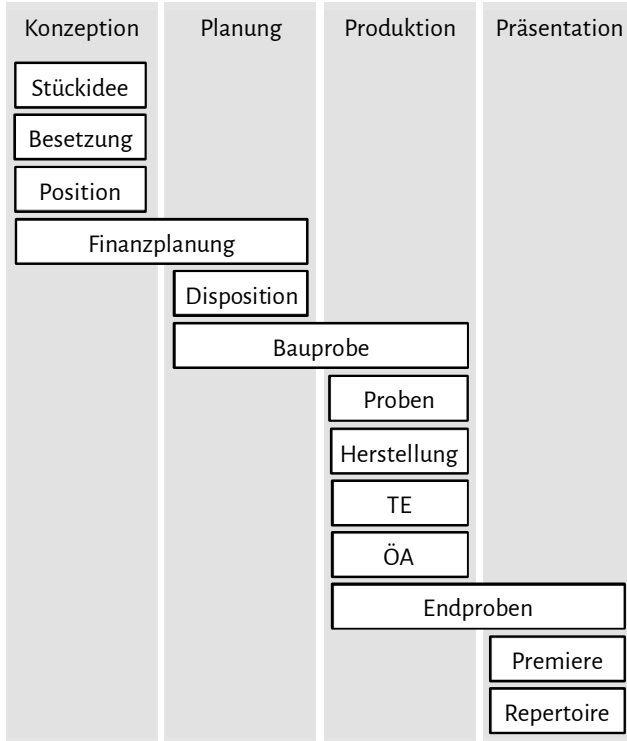 Konzeption Planung Produktion Präsentation
Stückidee
Besetzung
Position
Finanzplanung
Disposition
Bauprobe
Proben
Herstellung
TE
ÖA
Endproben
Premiere
Repertoire